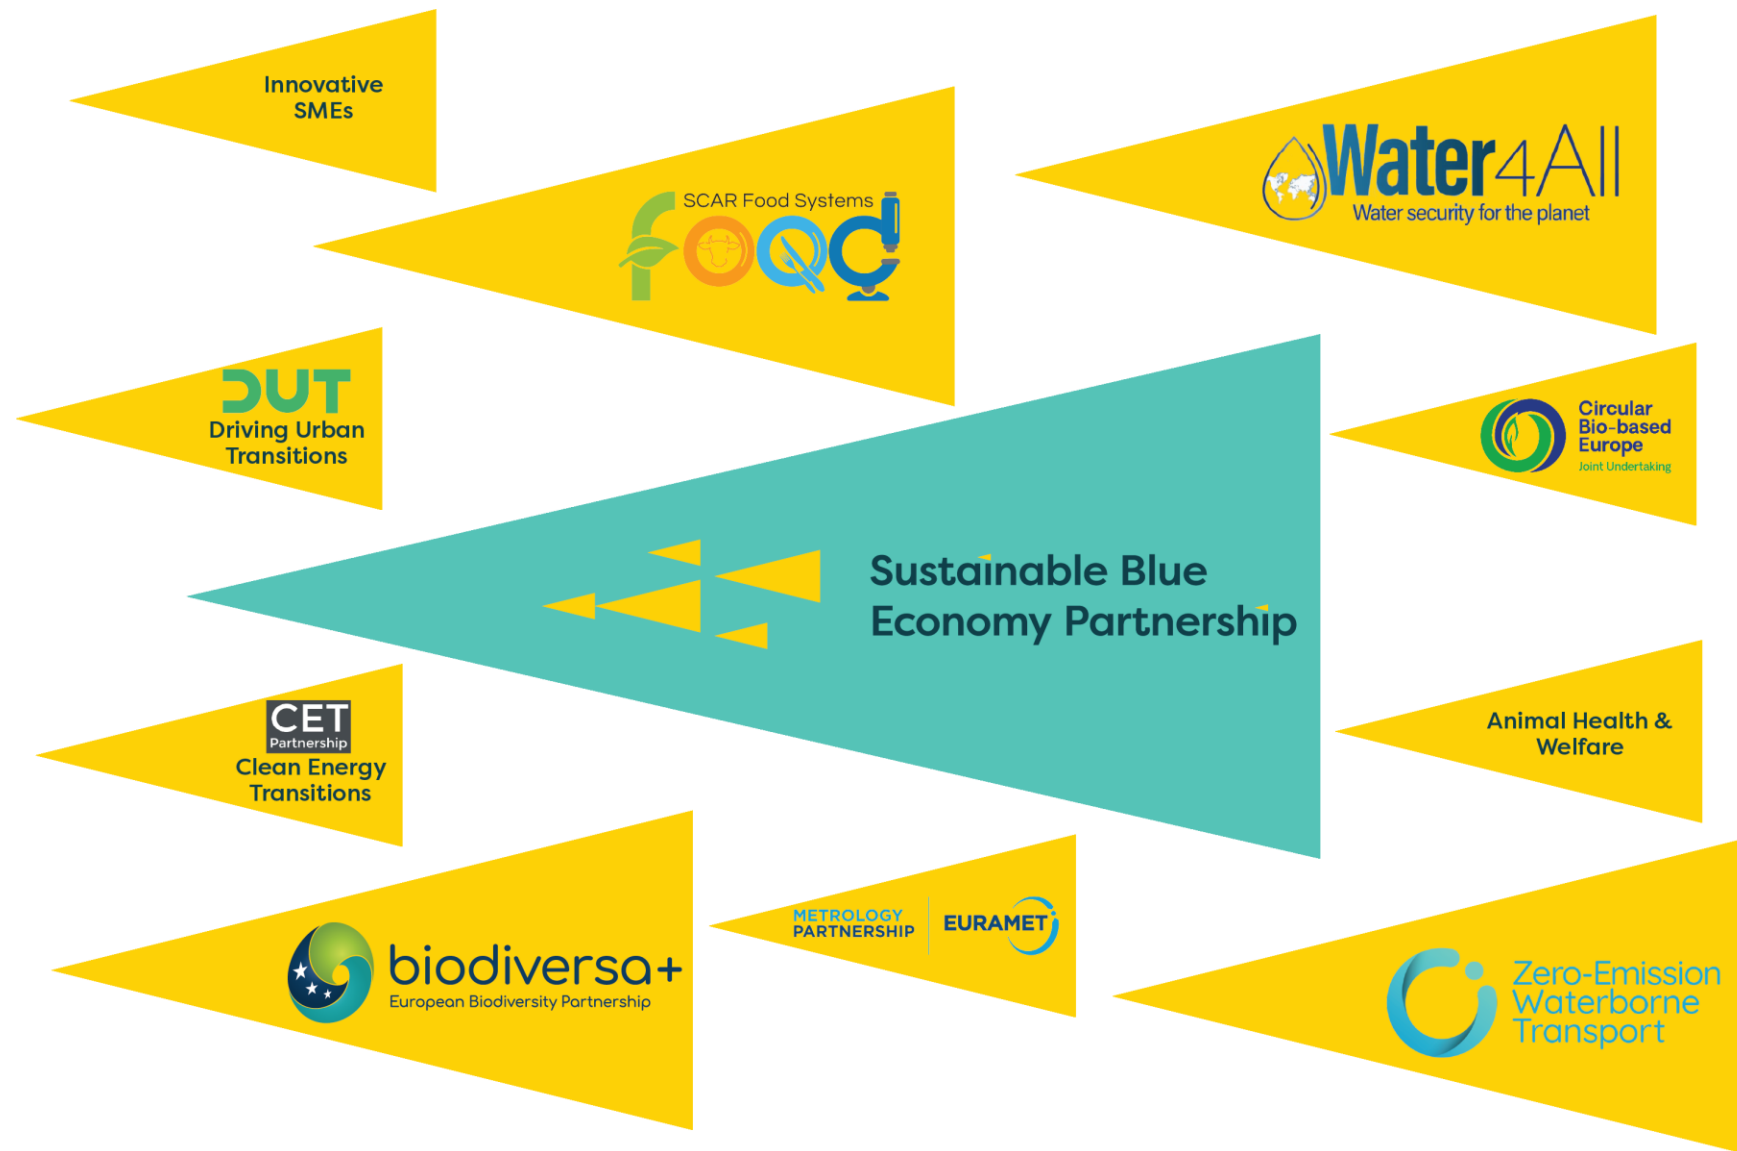 Innovative
SMEs
SCAR Food Systems
food
Water4All
Water security for the planet
DUT
Driving Urban
Transitions
Circular
Bio-based
Europe
Joint Undertaking
Sustainable Blue
Economy Partnership
CET
Partnership
Clean Energy
Transitions
Animal Health &
Welfare
biodiversa+
European Biodiversity Partnership
METROLOGY
PARTNERSHIP
EURAMET
Zero-Emission
Waterborne
Transport